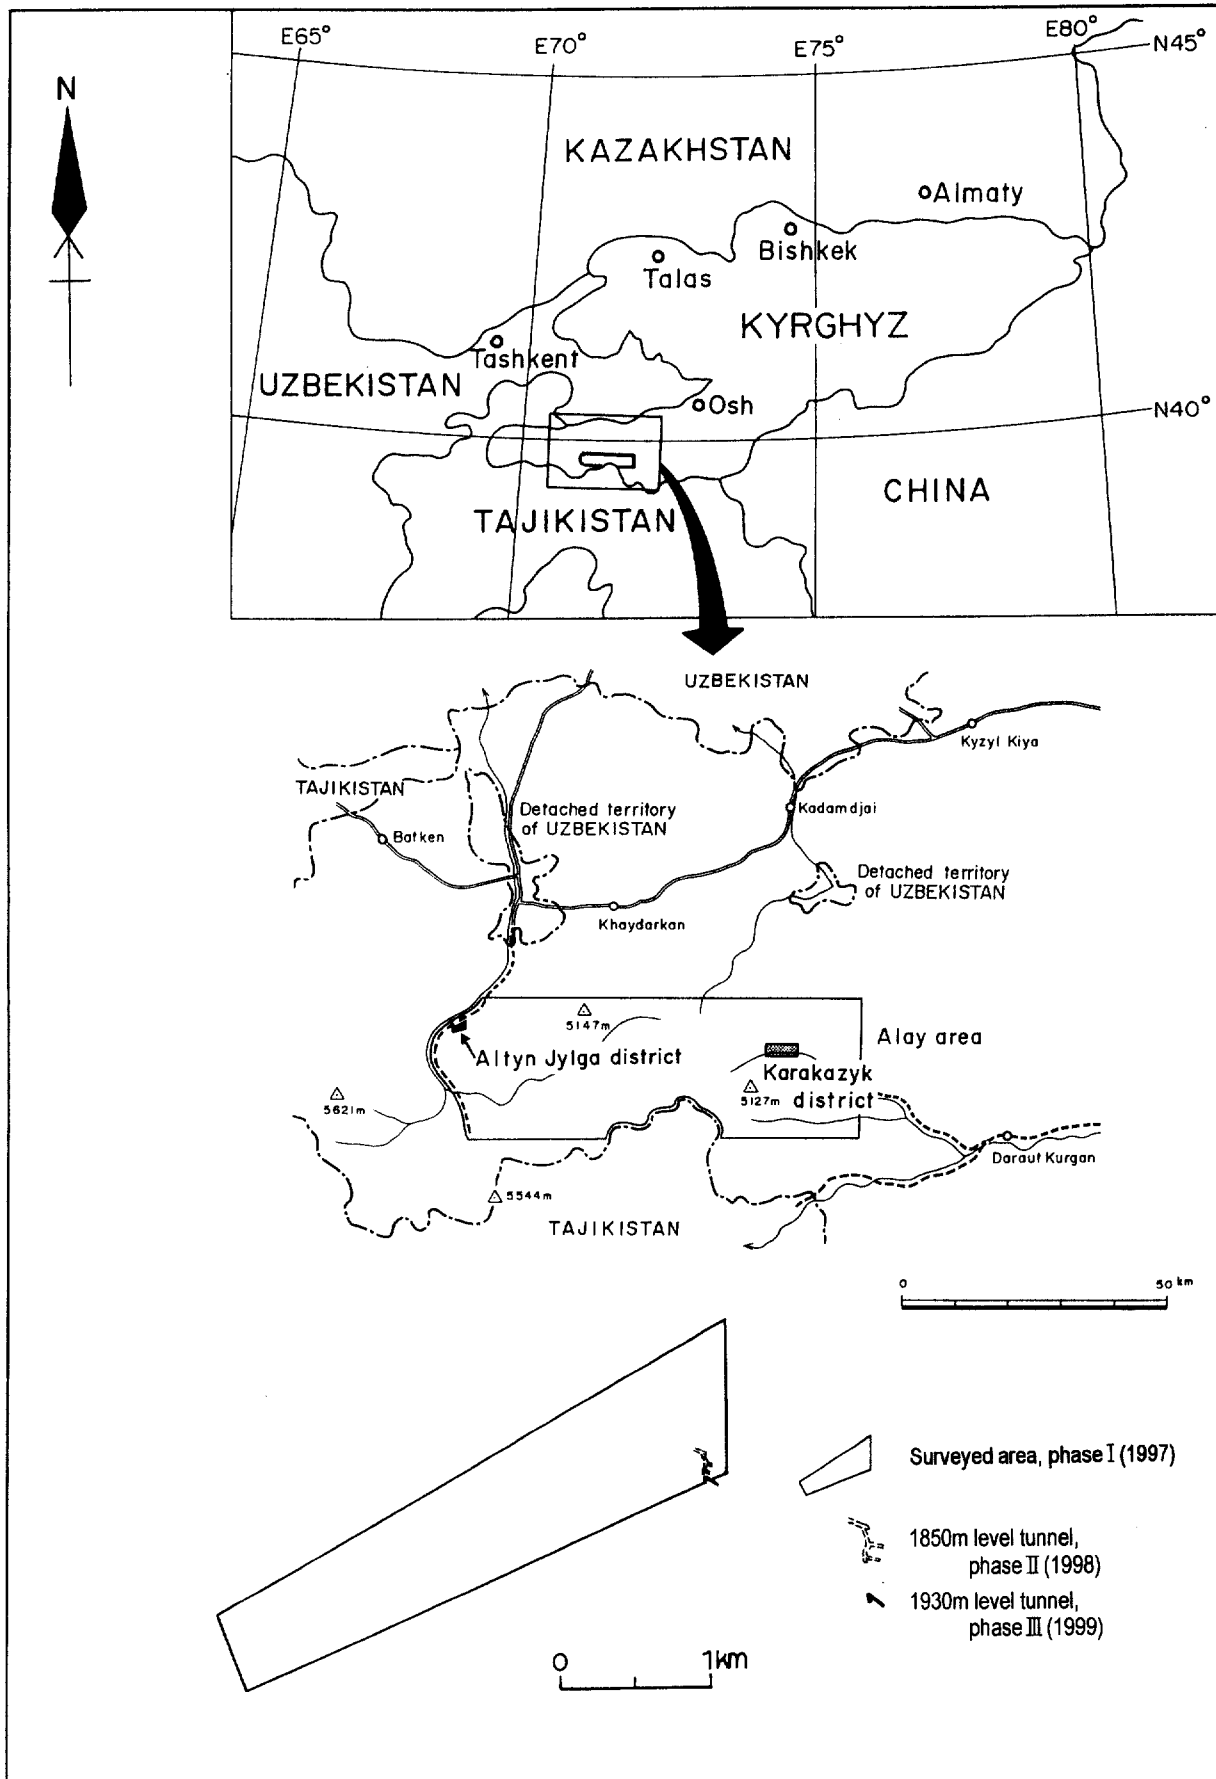 E65°
E70°
E75°
E80°
N45°
N
KAZAKHSTAN
Almaty
Bishkek
Talas
KYRGHYZ
Tashkent
UZBEKISTAN
Osh
N40°
CHINA
TAJIKISTAN
UZBEKISTAN
Kyzyl Kiya
TAJIKISTAN
Detached territory
of UZBEKISTAN
Kadamdjai
Batken
Detached territory
of UZBEKISTAN
Khaydarkan
5147m
Alay area
Altyn Jylga district
Karakazyk
district
5127m
5621m
Daraut Kurgan
5544m
TAJIKISTAN
0
50 km
Surveyed area, phase I (1997)
1850m level tunnel,
phase II (1998)
1930m level tunnel,
phase III (1999)
0
1km